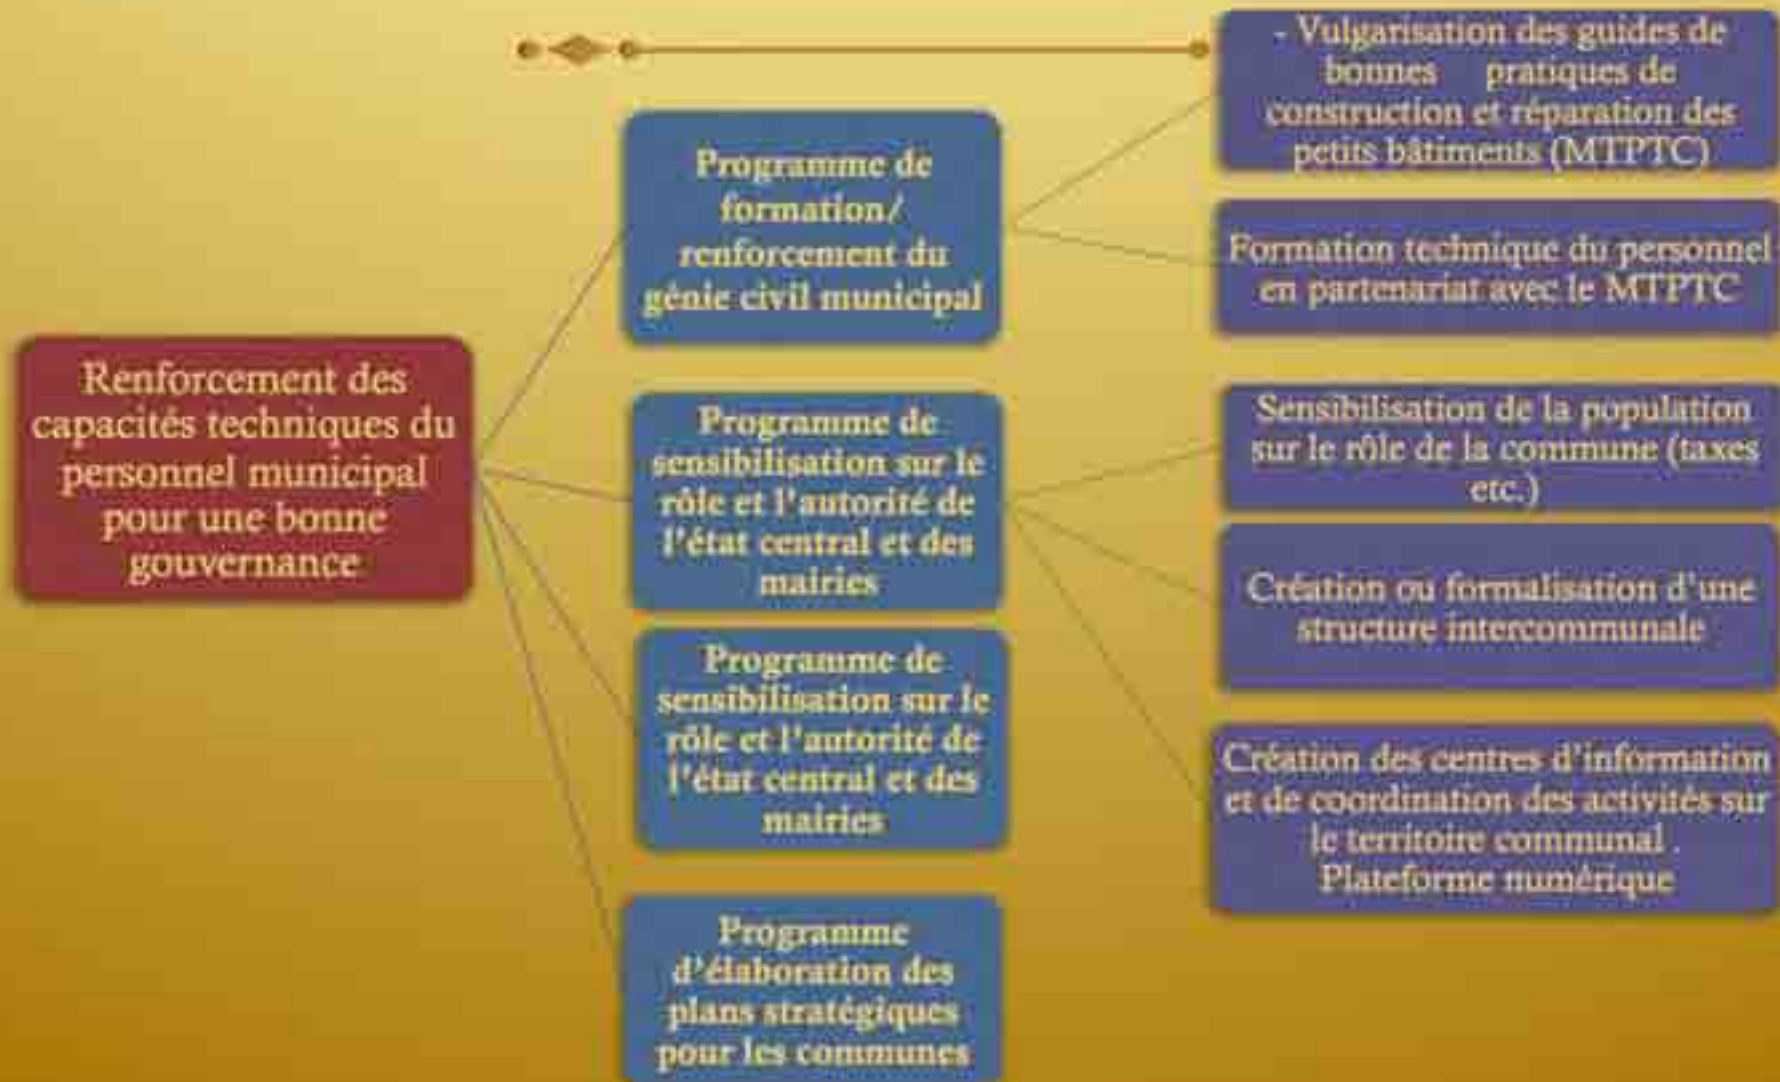 Renforcement des
capacités techniques du
personnel municipal
pour une bonne
gouvernance
Programme de
formation/
renforcement du
génie civil municipal
Programme de
sensibilisation sur le
rôle et l'autorité de
l'état central et des
mairies
Programme de
sensibilisation sur le
rôle et l'autorité de
l'état central et des
mairies
Programme
d'élaboration des
plans stratégiques
pour les communes
- Vulgarisation des guides de
bonnes pratiques de
construction et réparation des
petits bâtiments (MTPTC)
Formation technique du personnel
en partenariat avec le MTPTC
Sensibilisation de la population
sur le rôle de la commune (taxes
etc.)
Création ou formalisation d'une
structure intercommunale
Création des centres d'information
et de coordination des activités sur
le territoire communal .
Plateforme numérique